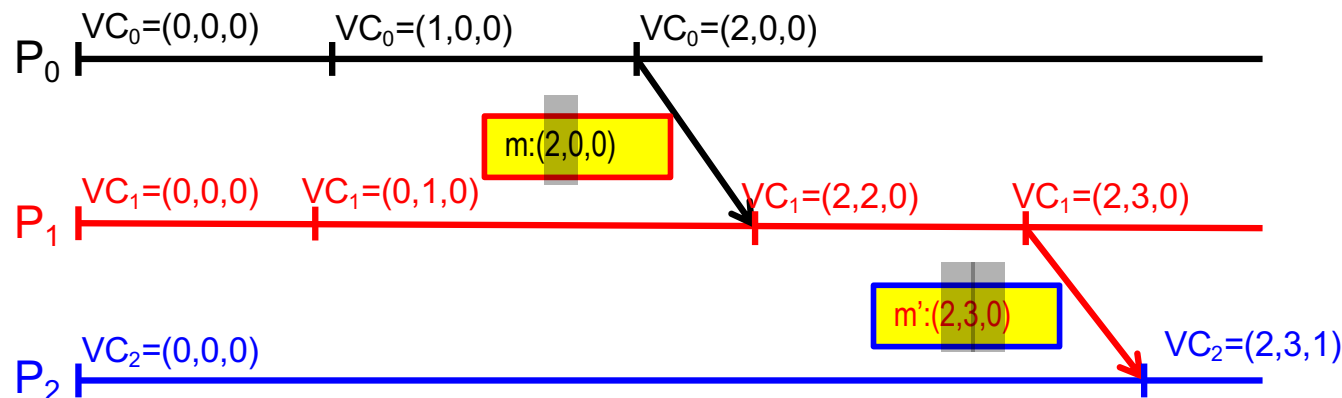 VC₀=(0,0,0) VC₀=(1,0,0) VC₀=(2,0,0)
P₀
m:(2,0,0)
VC₁=(0,0,0) VC₁=(0,1,0) VC₁=(2,2,0) VC₁=(2,3,0)
P₁
m':(2,3,0)
VC₂=(0,0,0) VC₂=(2,3,1)
P₂